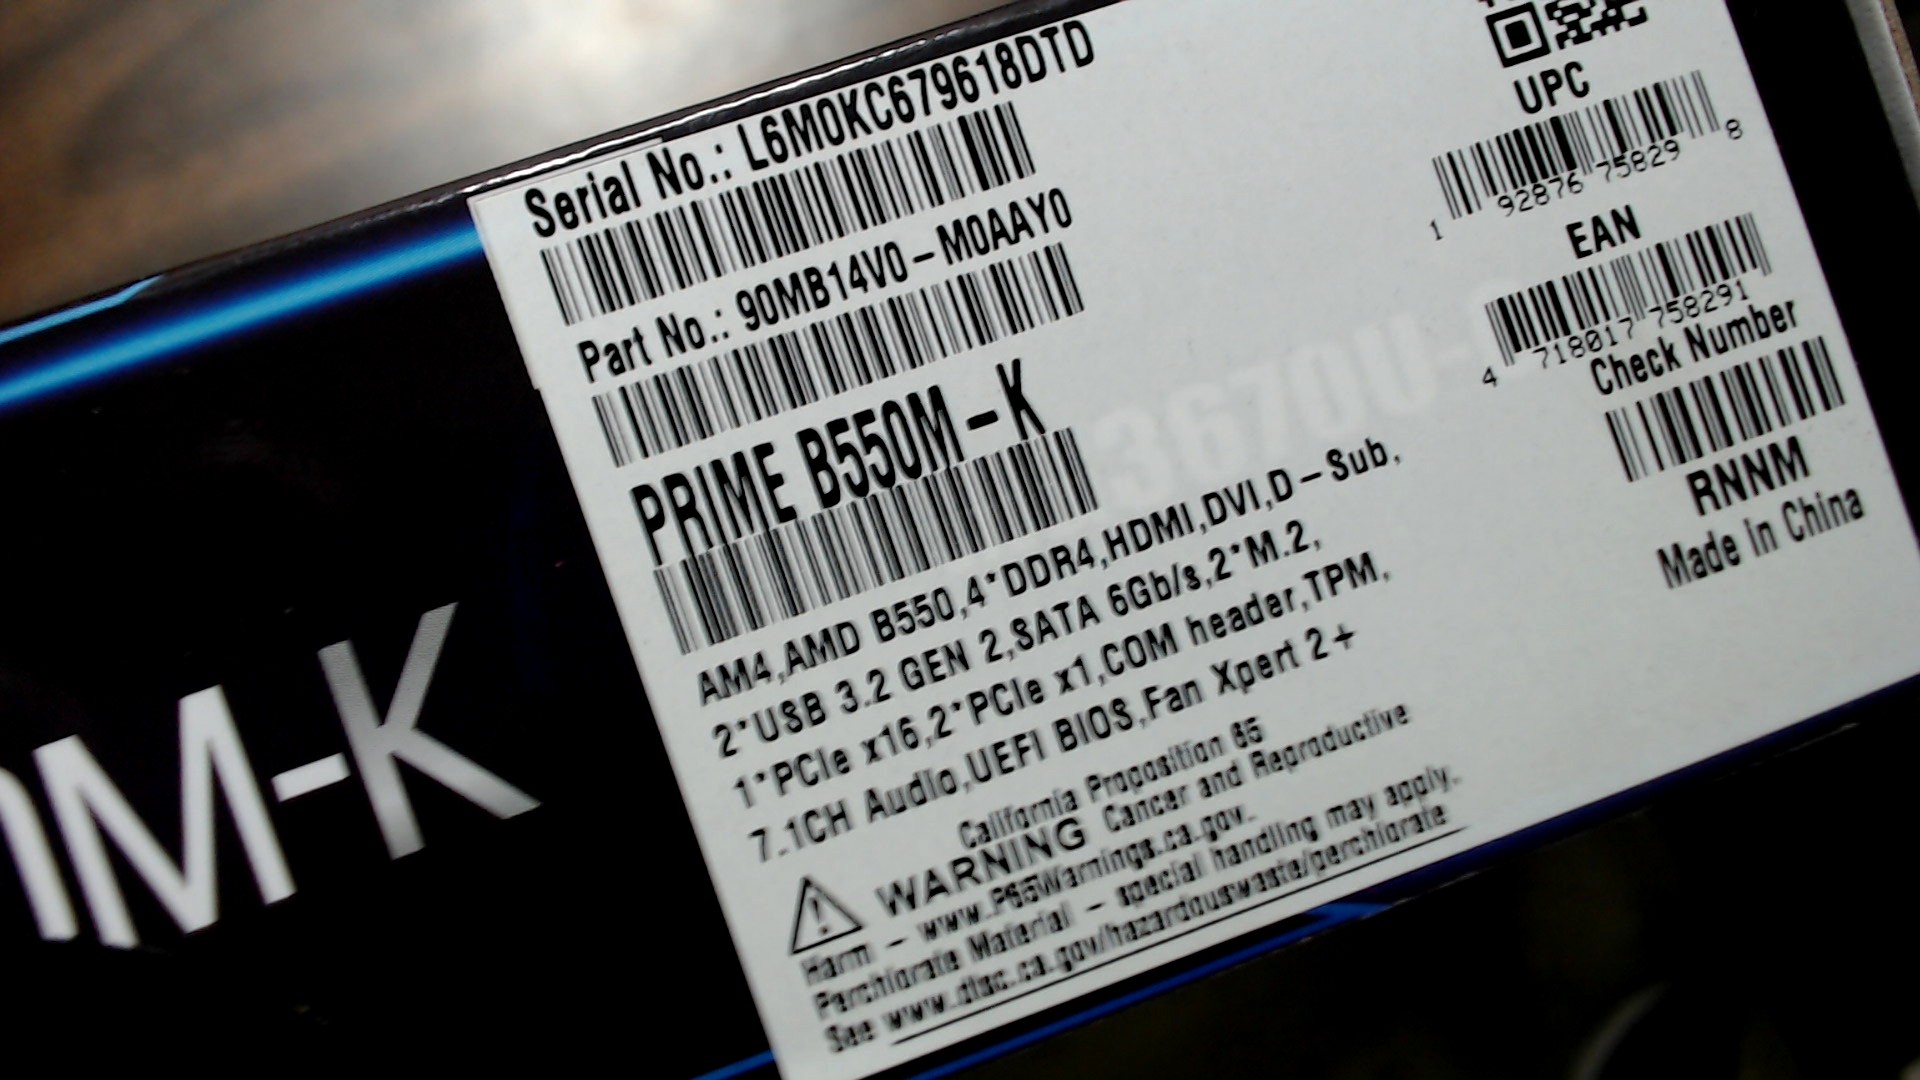 Serial No.: L6M0KC679618DTD
Part No.: 90MB14V0-M0AAY0
PRIME B550M-K
AM4,AMD B550,4*DDR4,HDMI,DVI,D-Sub,
2*USB 3.2 GEN 2,SATA 6Gb/s,2*M.2,
1*PCIe x16,2*PCIe x1,COM header,TPM,
7.1CH Audio,UEFI BIOS,Fan Xpert 2+
California Proposition 65
WARNING Cancer and Reproductive
Harm - www.P65Warnings.ca.gov.
Perchlorate Material - special handling may apply.
See www.dtsc.ca.gov/hazardouswaste/perchlorate
UPC
1 92876 75829 8
EAN
4 718017 758291
Check Number
RNNM
Made In China
M-K